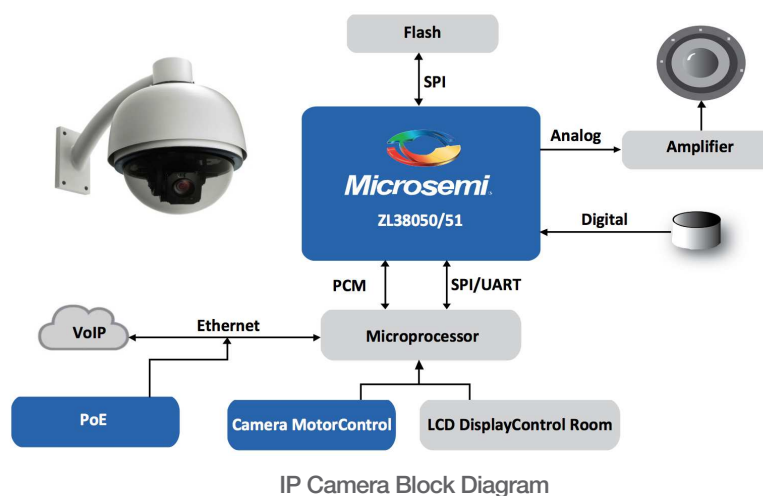 Flash
SPI
Microsemi
ZL38050/51
Analog
Amplifier
Digital
PCM
SPI/UART
VoIP
Ethernet
Microprocessor
PoE
Camera MotorControl
LCD DisplayControl Room
IP Camera Block Diagram